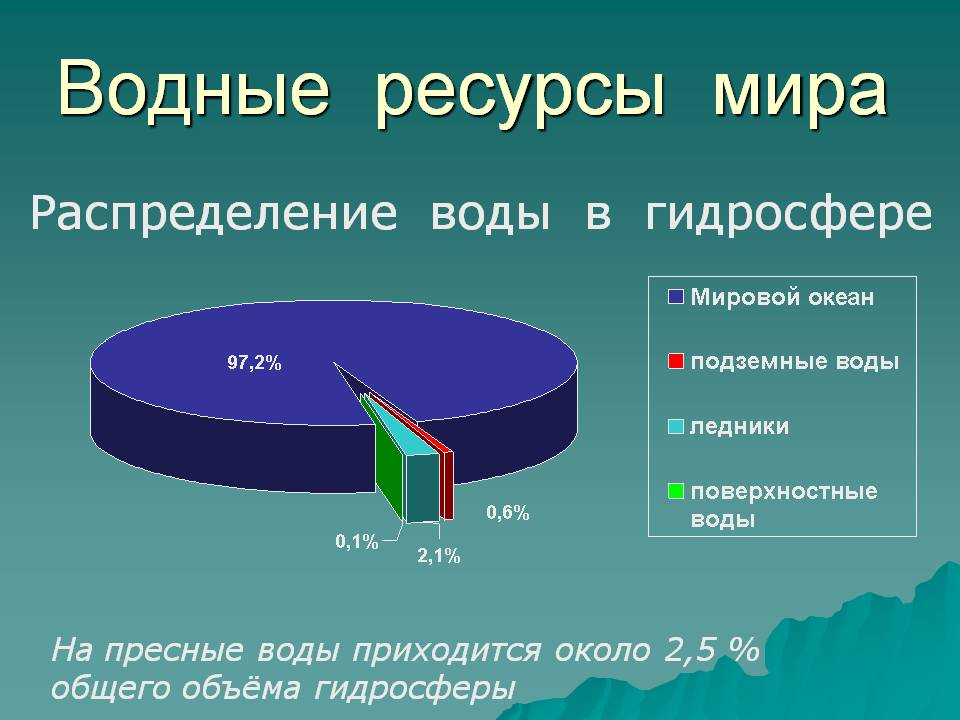 Водные ресурсы мира
Распределение воды в гидросфере
97,2%
0,1%
2,1%
0,6%
Мировой океан
подземные воды
ледники
поверхностные
воды
На пресные воды приходится около 2,5 %
общего объёма гидросферы